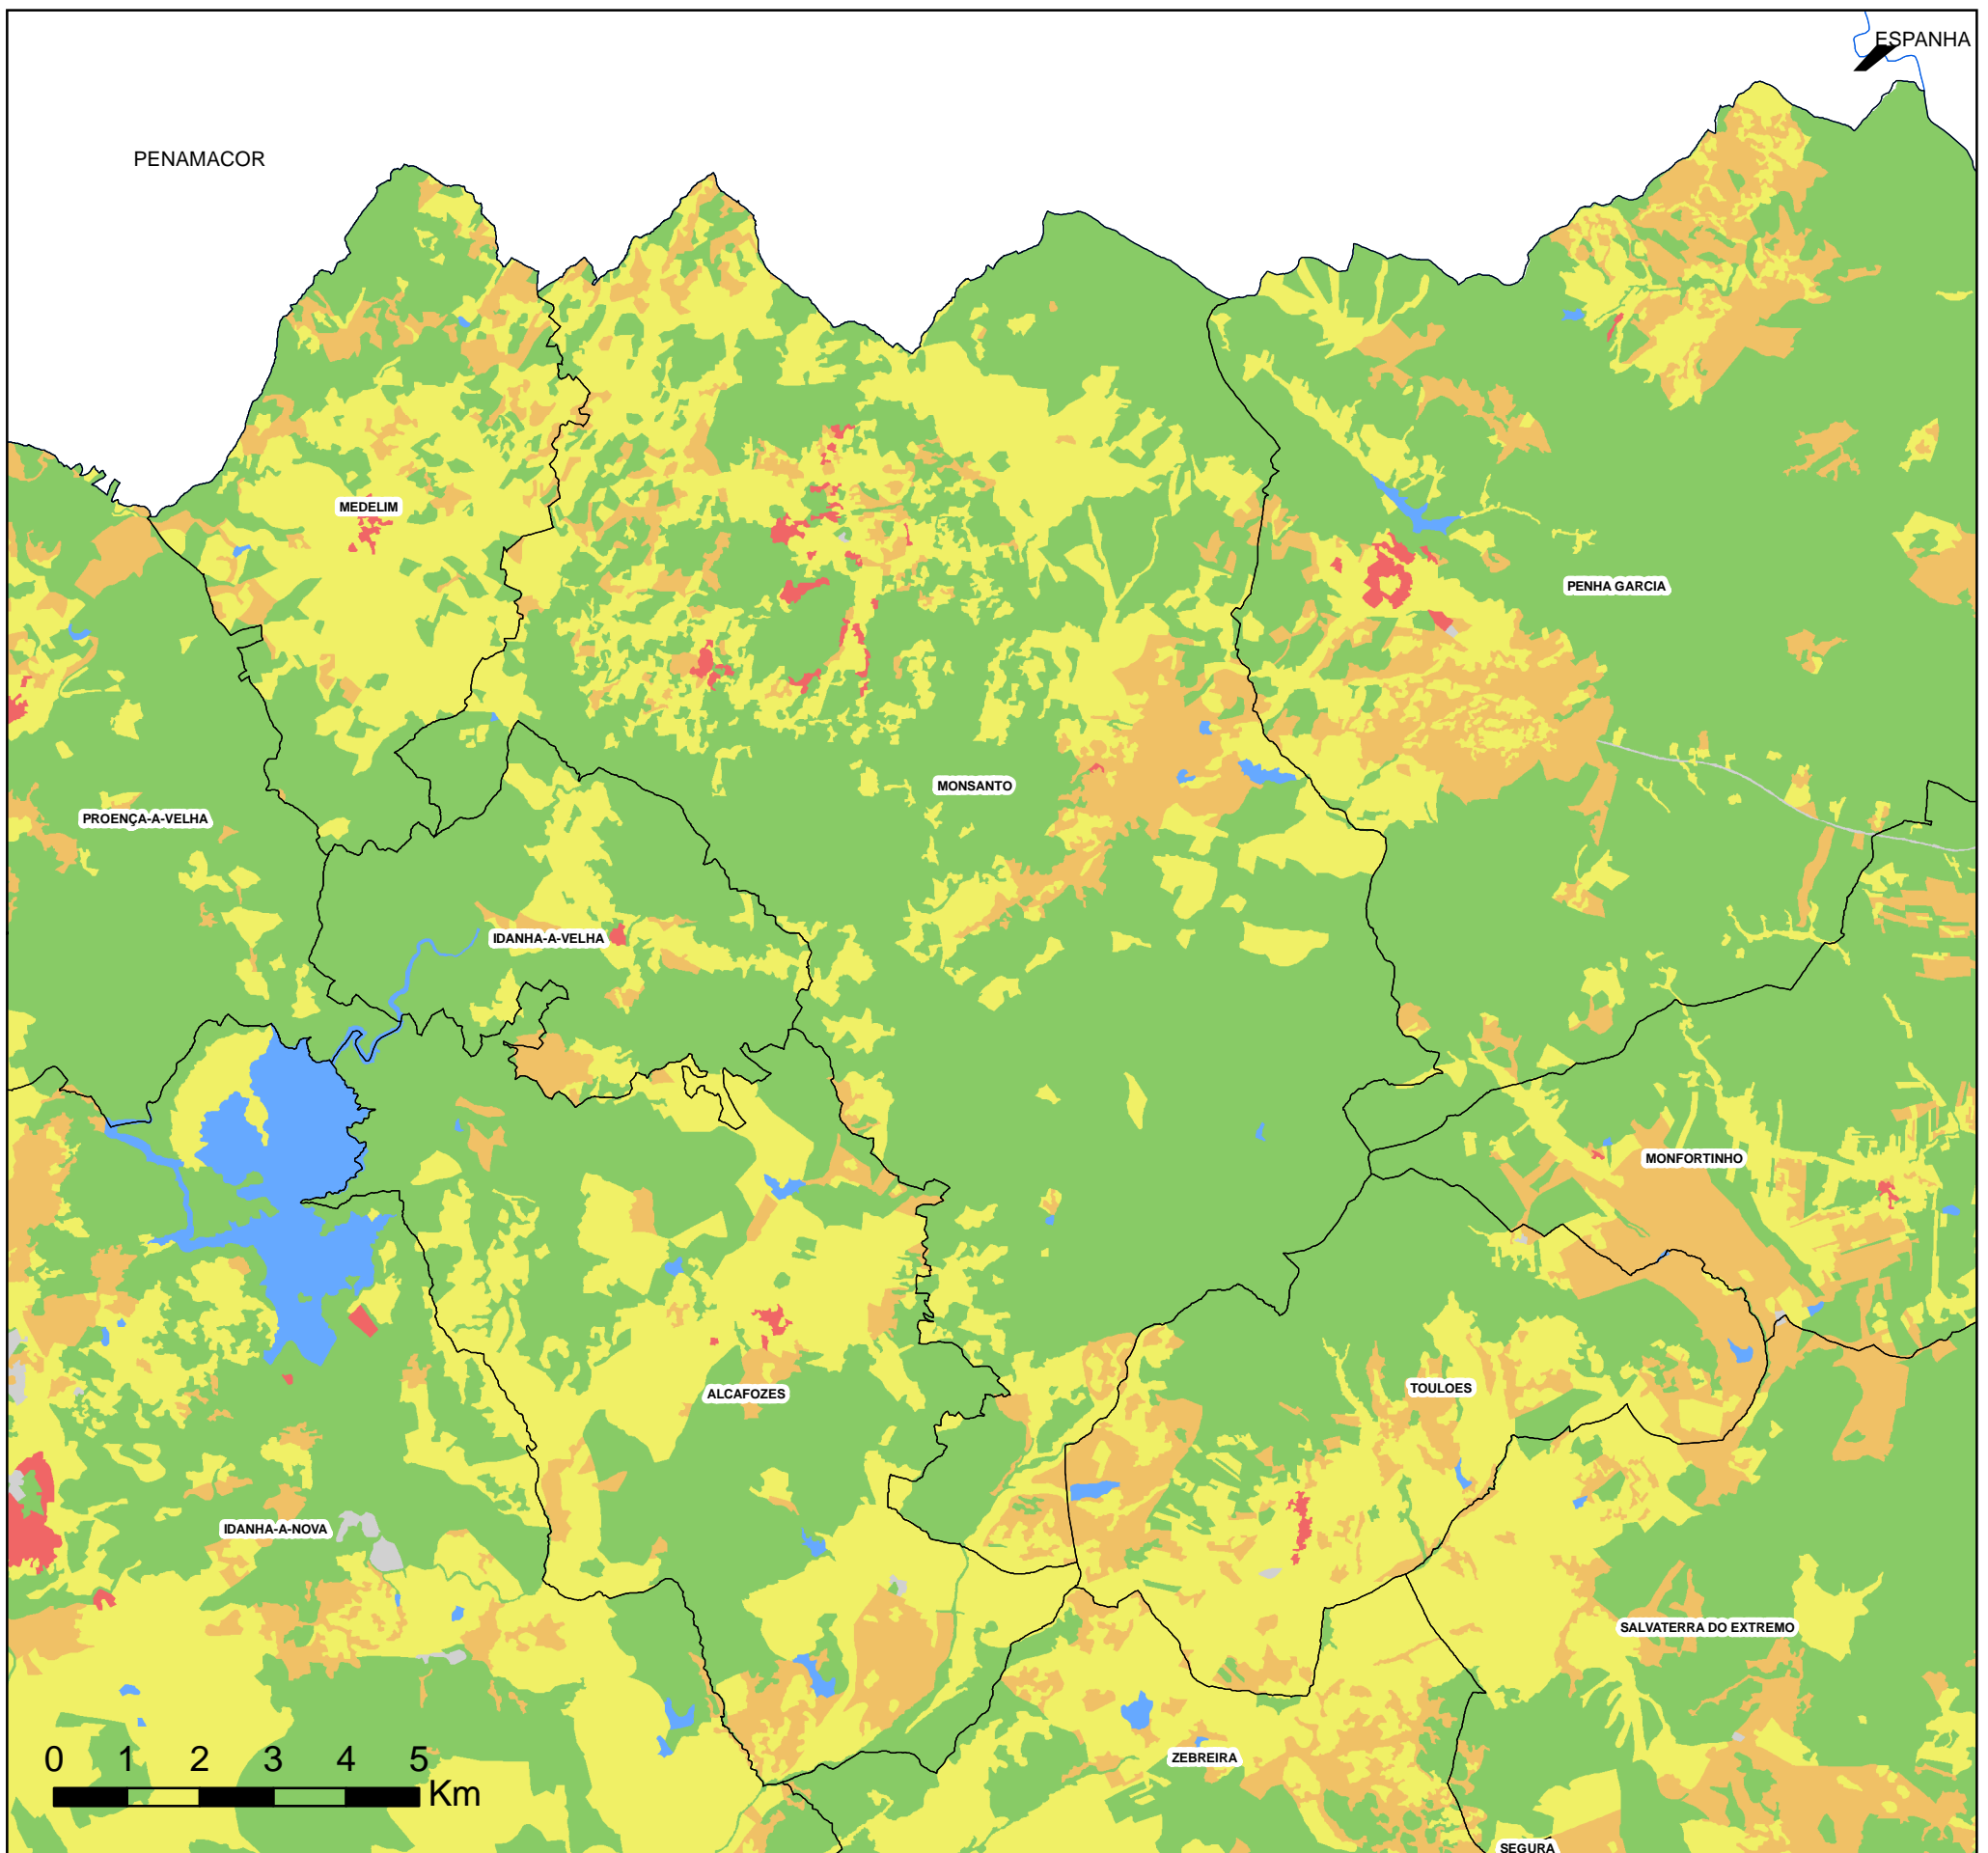 ESPANHA
PENAMACOR
MEDELIM
PENHA GARCIA
MONSANTO
PROENÇA-A-VELHA
IDANHA-A-VELHA
MONFORTINHO
TOULOES
ALCAFOZES
IDANHA-A-NOVA
SALVATERRA DO EXTREMO
ZEBREIRA
0 1 2 3 4 5
Km
SEGURA